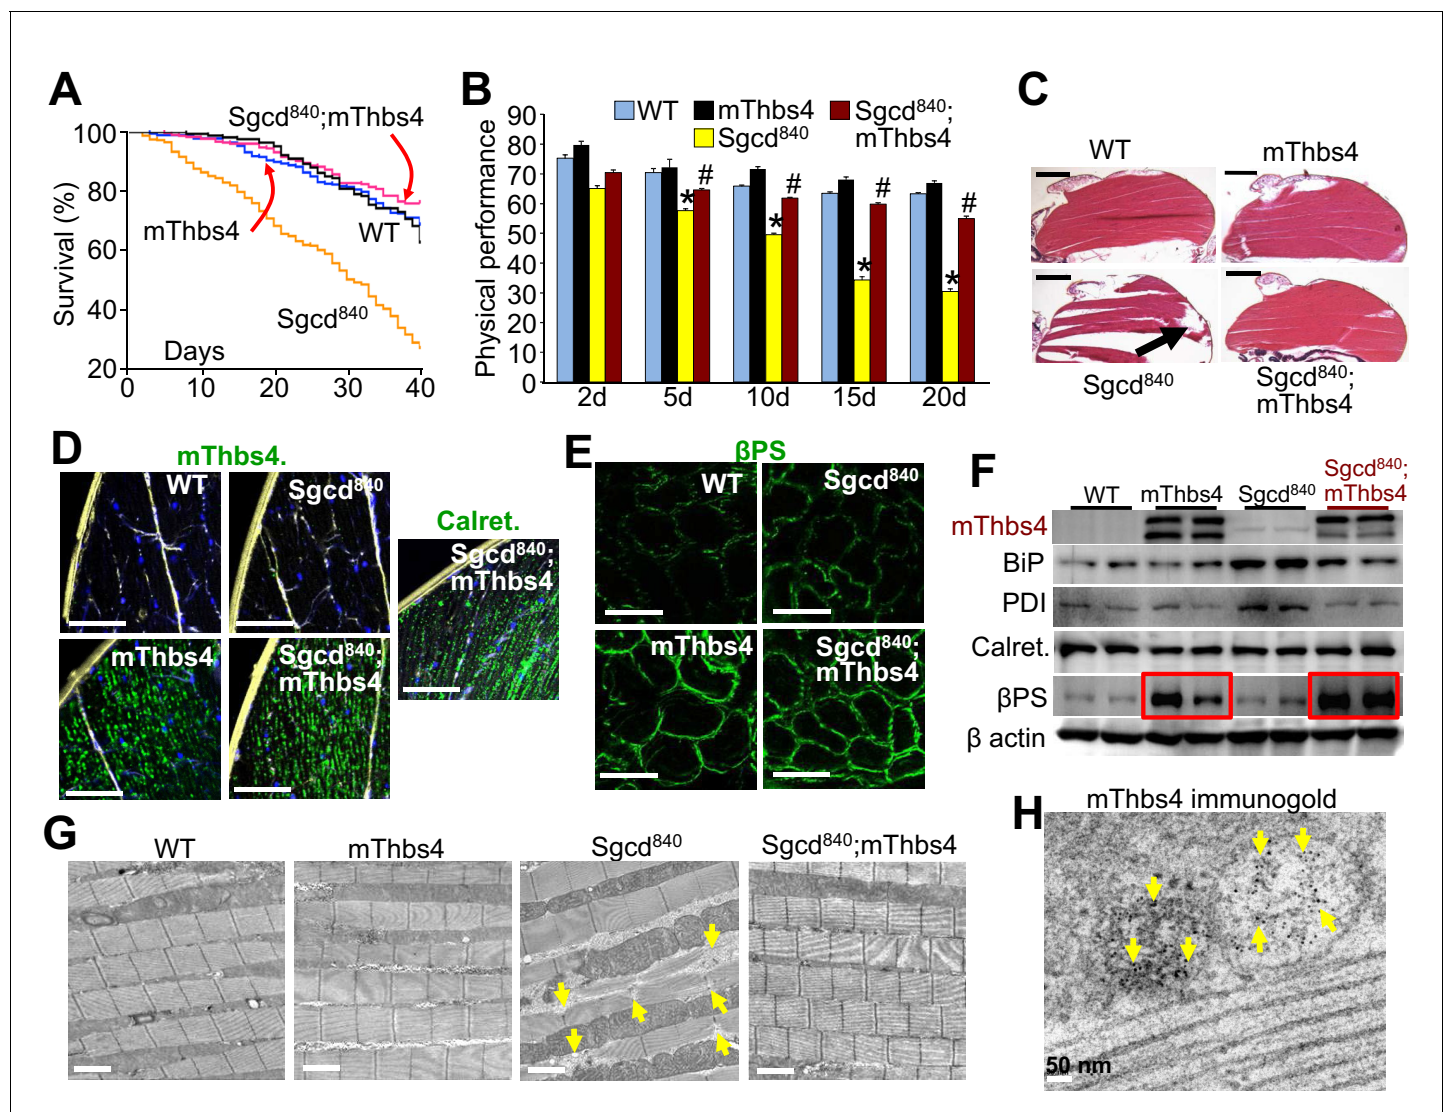 A
Survival (%)
100
80
60
40
20
0
10
20
30
40
Days
Sgcd840;mThbs4
mThbs4
WT
Sgcd840
B
Physical performance
90
80
70
60
50
40
30
20
10
0
WT
mThbs4
Sgcd840;
mThbs4
Sgcd840
* # * # * # * #
2d 5d 10d 15d 20d
C
WT
mThbs4
Sgcd840
Sgcd840;
mThbs4
D
mThbs4.
WT
Sgcd840
mThbs4
Sgcd840;
mThbs4
Calret.
Sgcd840;
mThbs4
E
βPS
WT
Sgcd840
mThbs4
Sgcd840;
mThbs4
F
WT
mThbs4
Sgcd840
Sgcd840;
mThbs4
mThbs4
BiP
PDI
Calret.
βPS
β actin
G
WT
mThbs4
Sgcd840
Sgcd840;mThbs4
H
mThbs4 immunogold
50 nm